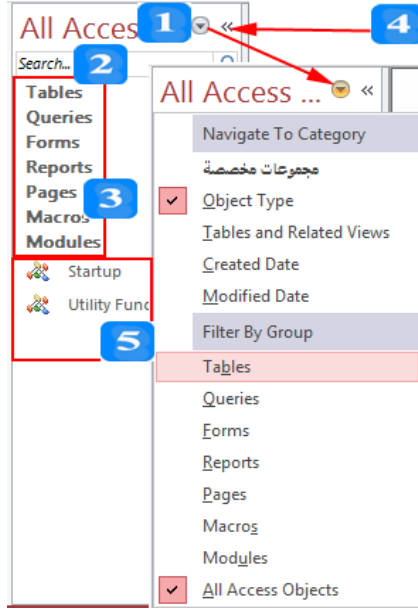 All Acces
1
«
4
Search...
2
Tables
Queries
Forms
Reports
Pages
Macros
Modules
3
Startup
Utility Func
5
All Access ... «
Navigate To Category
مجموعات مخصصة
Object Type
Tables and Related Views
Created Date
Modified Date
Filter By Group
Tables
Queries
Forms
Reports
Pages
Macros
Modules
All Access Objects